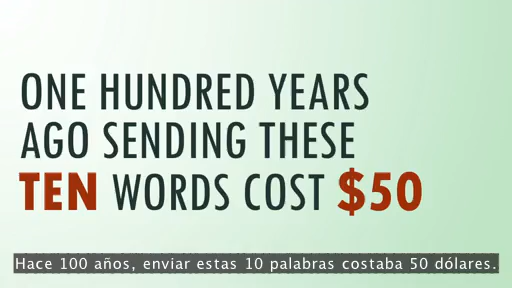 ONE HUNDRED YEARS
AGO SENDING THESE
TEN WORDS COST $50
Hace 100 años, enviar estas 10 palabras costaba 50 dólares.